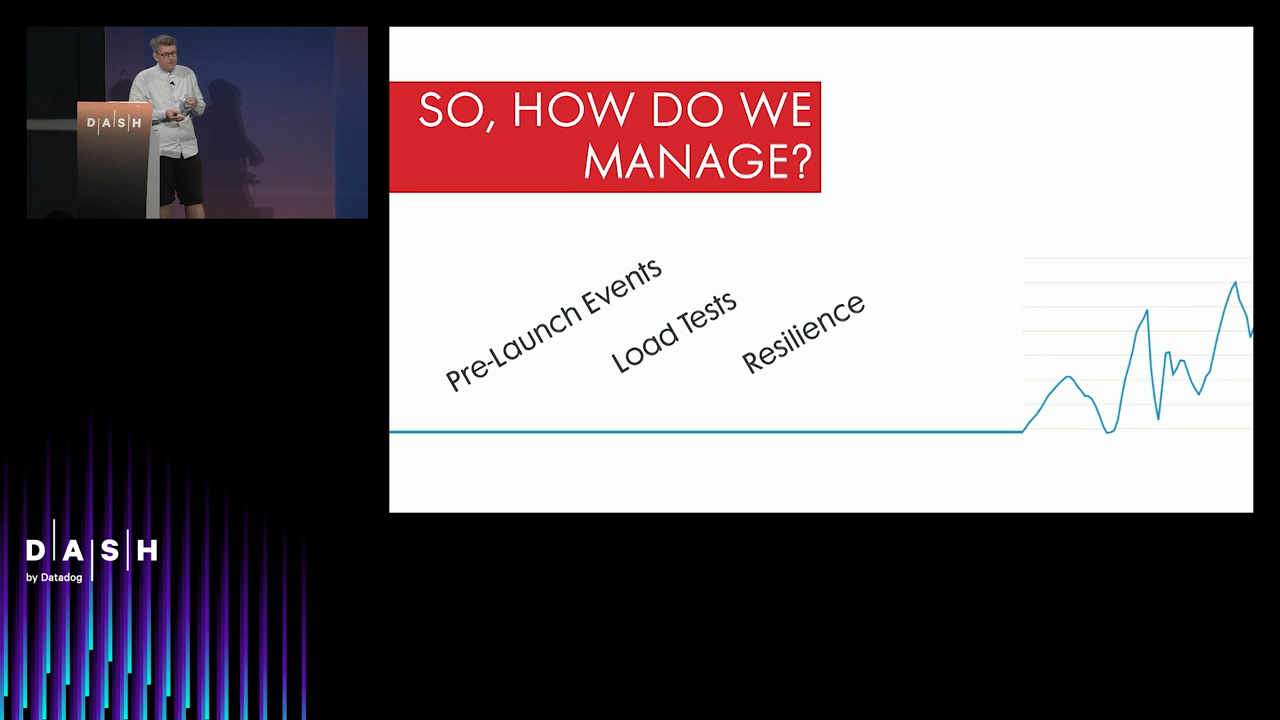 DASH
SO, HOW DO WE
MANAGE?
Pre-Launch Events
Load Tests
Resilience
DASH
by Datadog